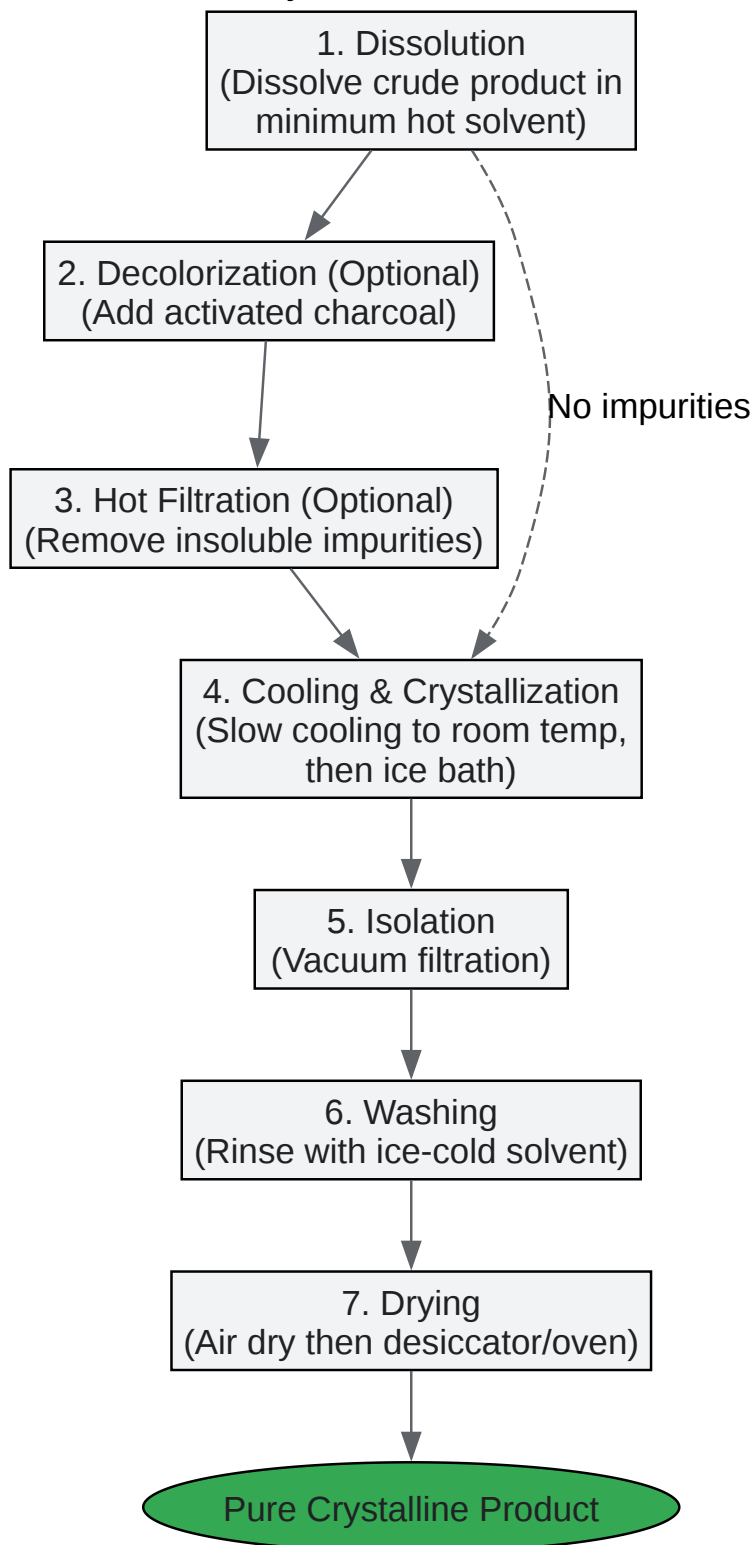 1. Dissolution
(Dissolve crude product in
minimum hot solvent)
2. Decolorization (Optional)
(Add activated charcoal)
No impurities
3. Hot Filtration (Optional)
(Remove insoluble impurities)
4. Cooling & Crystallization
(Slow cooling to room temp,
then ice bath)
5. Isolation
(Vacuum filtration)
6. Washing
(Rinse with ice-cold solvent)
7. Drying
(Air dry then desiccator/oven)
Pure Crystalline Product